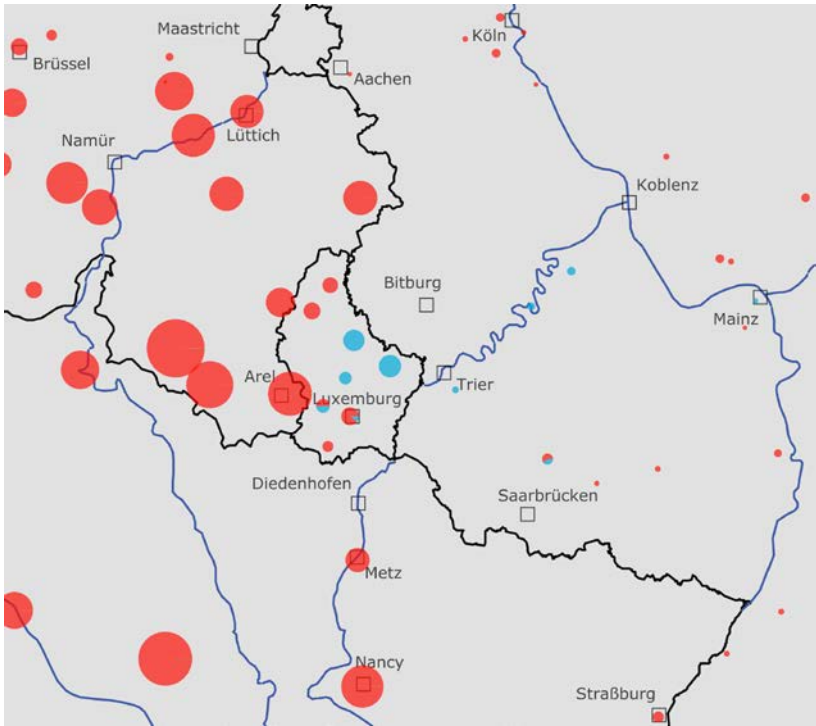 Maastricht
Köln
Brüssel
Aachen
Lüttich
Namür
Koblenz
Bitburg
Mainz
Arel
Trier
Luxemburg
Diedenhofen
Saarbrücken
Metz
Nancy
Straßburg